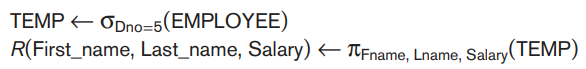 TEMP ← σDno=5(EMPLOYEE)
R(First_name, Last_name, Salary) ← πFname, Lname, Salary(TEMP)